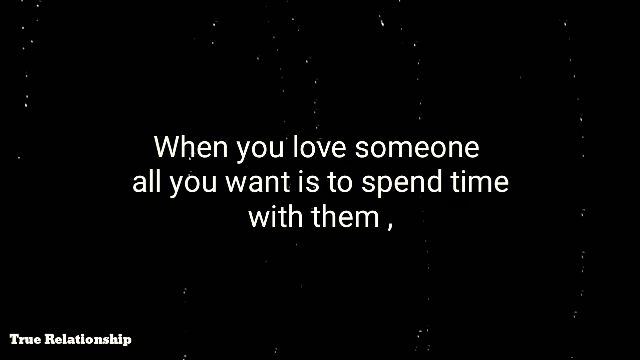 When you love someone
all you want is to spend time
with them ,
True Relationship